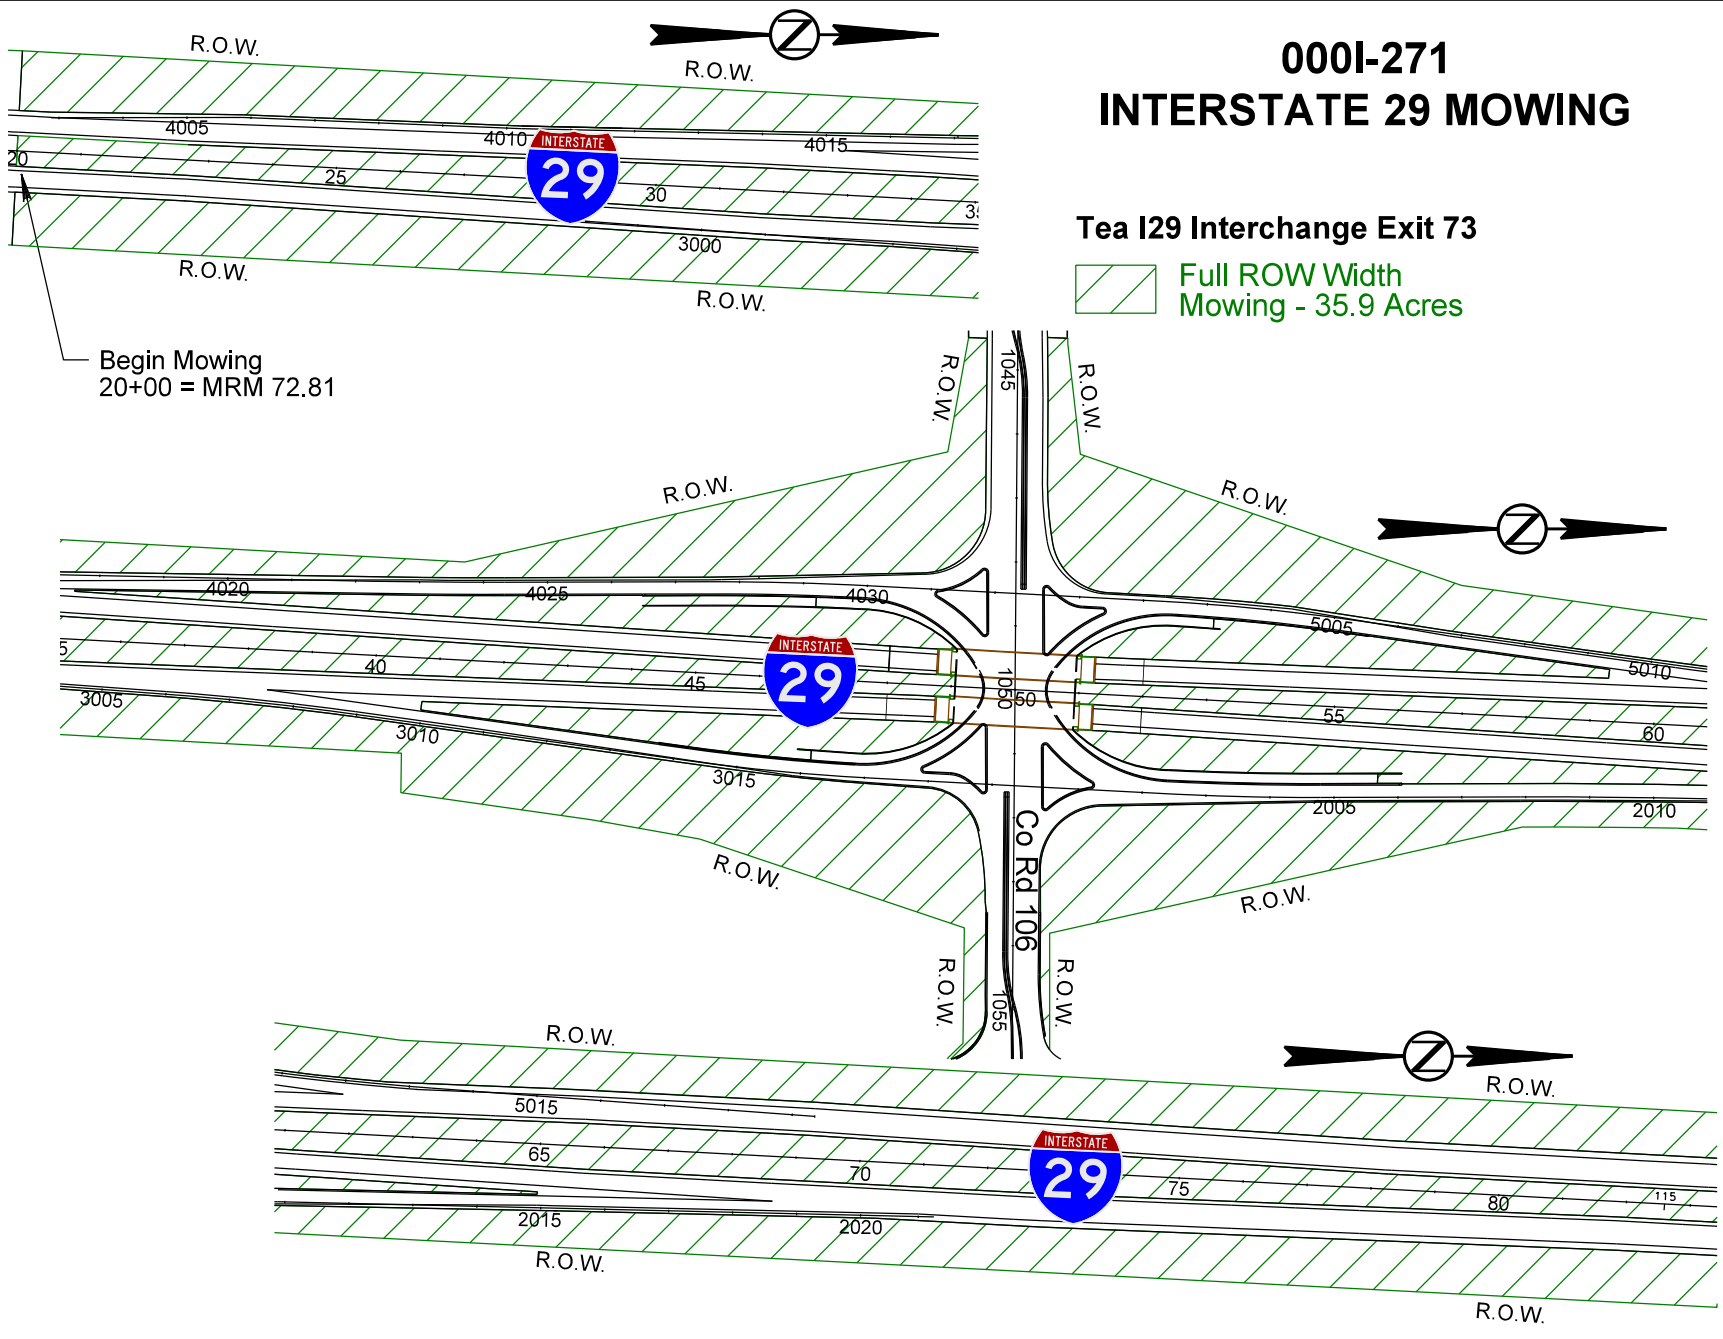 R.O.W.
R.O.W.
Z
000I-271
INTERSTATE 29 MOWING
4005
4010
4015
20
25
INTERSTATE
29
30
3000
R.O.W.
R.O.W.
Tea I29 Interchange Exit 73
Full ROW Width
Mowing - 35.9 Acres
Begin Mowing
20+00 = MRM 72.81
R.O.W.
1045
R.O.W.
R.O.W.
R.O.W.
Z
4020
4025
4030
5005
5010
40
45
INTERSTATE
29
1050
50
55
60
3005
3010
3015
2005
2010
Co Rd 106
R.O.W.
R.O.W.
R.O.W.
1055
R.O.W.
R.O.W.
Z
R.O.W.
5015
65
70
INTERSTATE
29
75
80
115
2015
2020
R.O.W.
R.O.W.